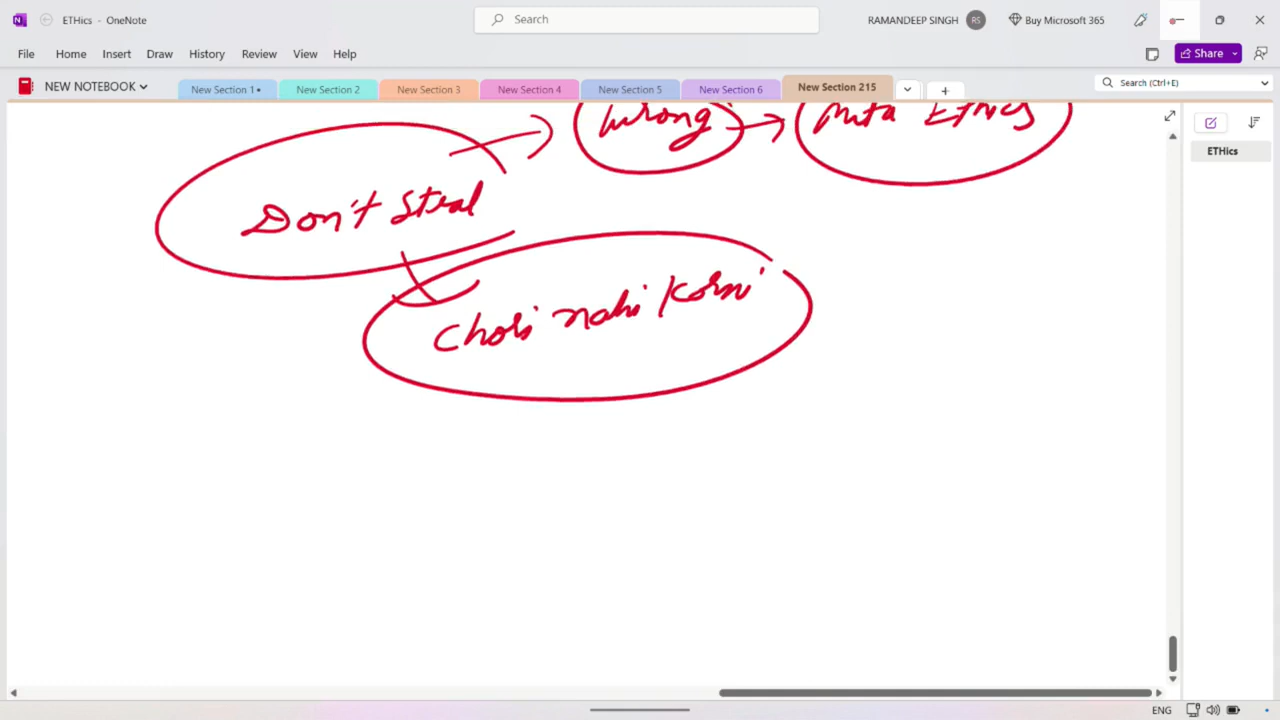 ETHics - OneNote
Search
RAMANDEEP SINGH RS
Buy Microsoft 365
File Home Insert Draw History Review View Help
Share
NEW NOTEBOOK
New Section 1 New Section 2 New Section 3 New Section 4 New Section 5 New Section 6 New Section 215 +
Search (Ctrl+E)
ETHics
Wrong → Meta Ethics
Don't Steal
Chori nahi Karni
ENG